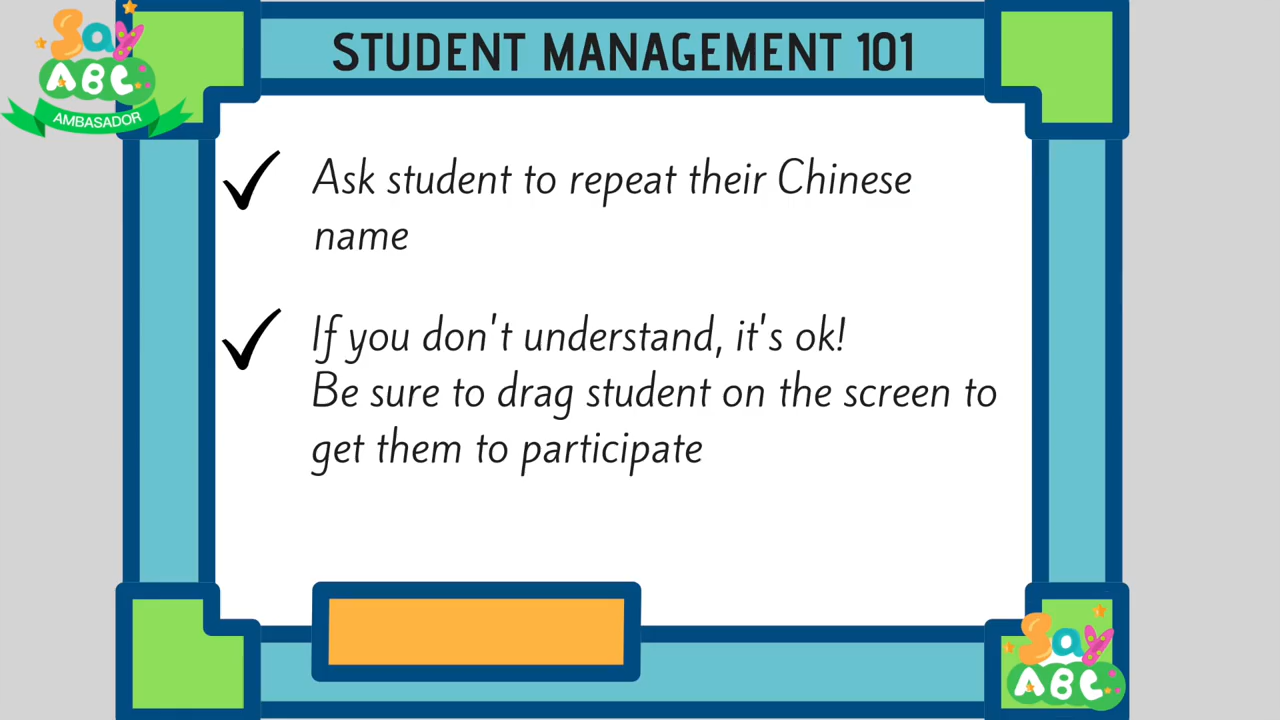 Say
ABC
AMBASADOR
STUDENT MANAGEMENT 101
Ask student to repeat their Chinese
name
If you don't understand, it's ok!
Be sure to drag student on the screen to
get them to participate
Say
ABC